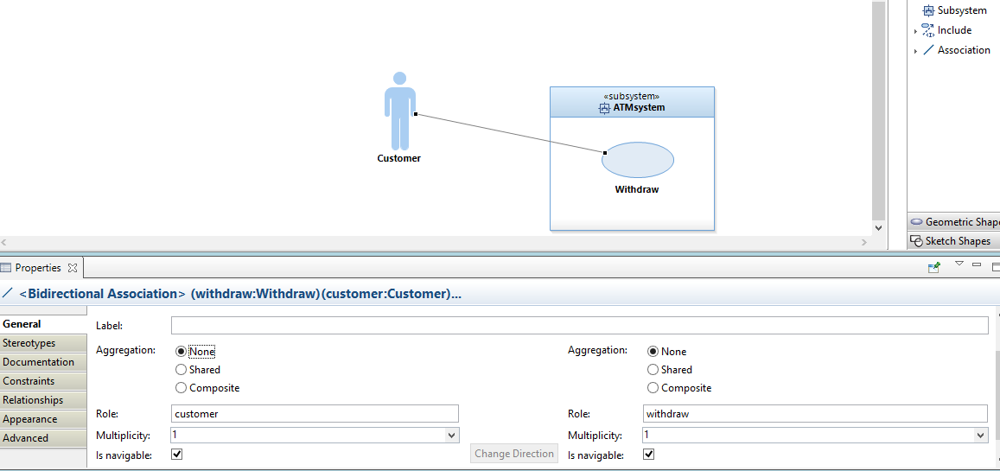 Subsystem
Include
Association
«subsystem»
ATMsystem
Customer
Withdraw
Geometric Shape
Sketch Shapes
Properties
<Bidirectional Association> (withdraw:Withdraw)(customer:Customer)...
General
Stereotypes
Documentation
Constraints
Relationships
Appearance
Advanced
Label:
Aggregation: None Aggregation: None
Shared Shared
Composite Composite
Role: customer Role: withdraw
Multiplicity: 1 Multiplicity: 1
Is navigable: Change Direction Is navigable: